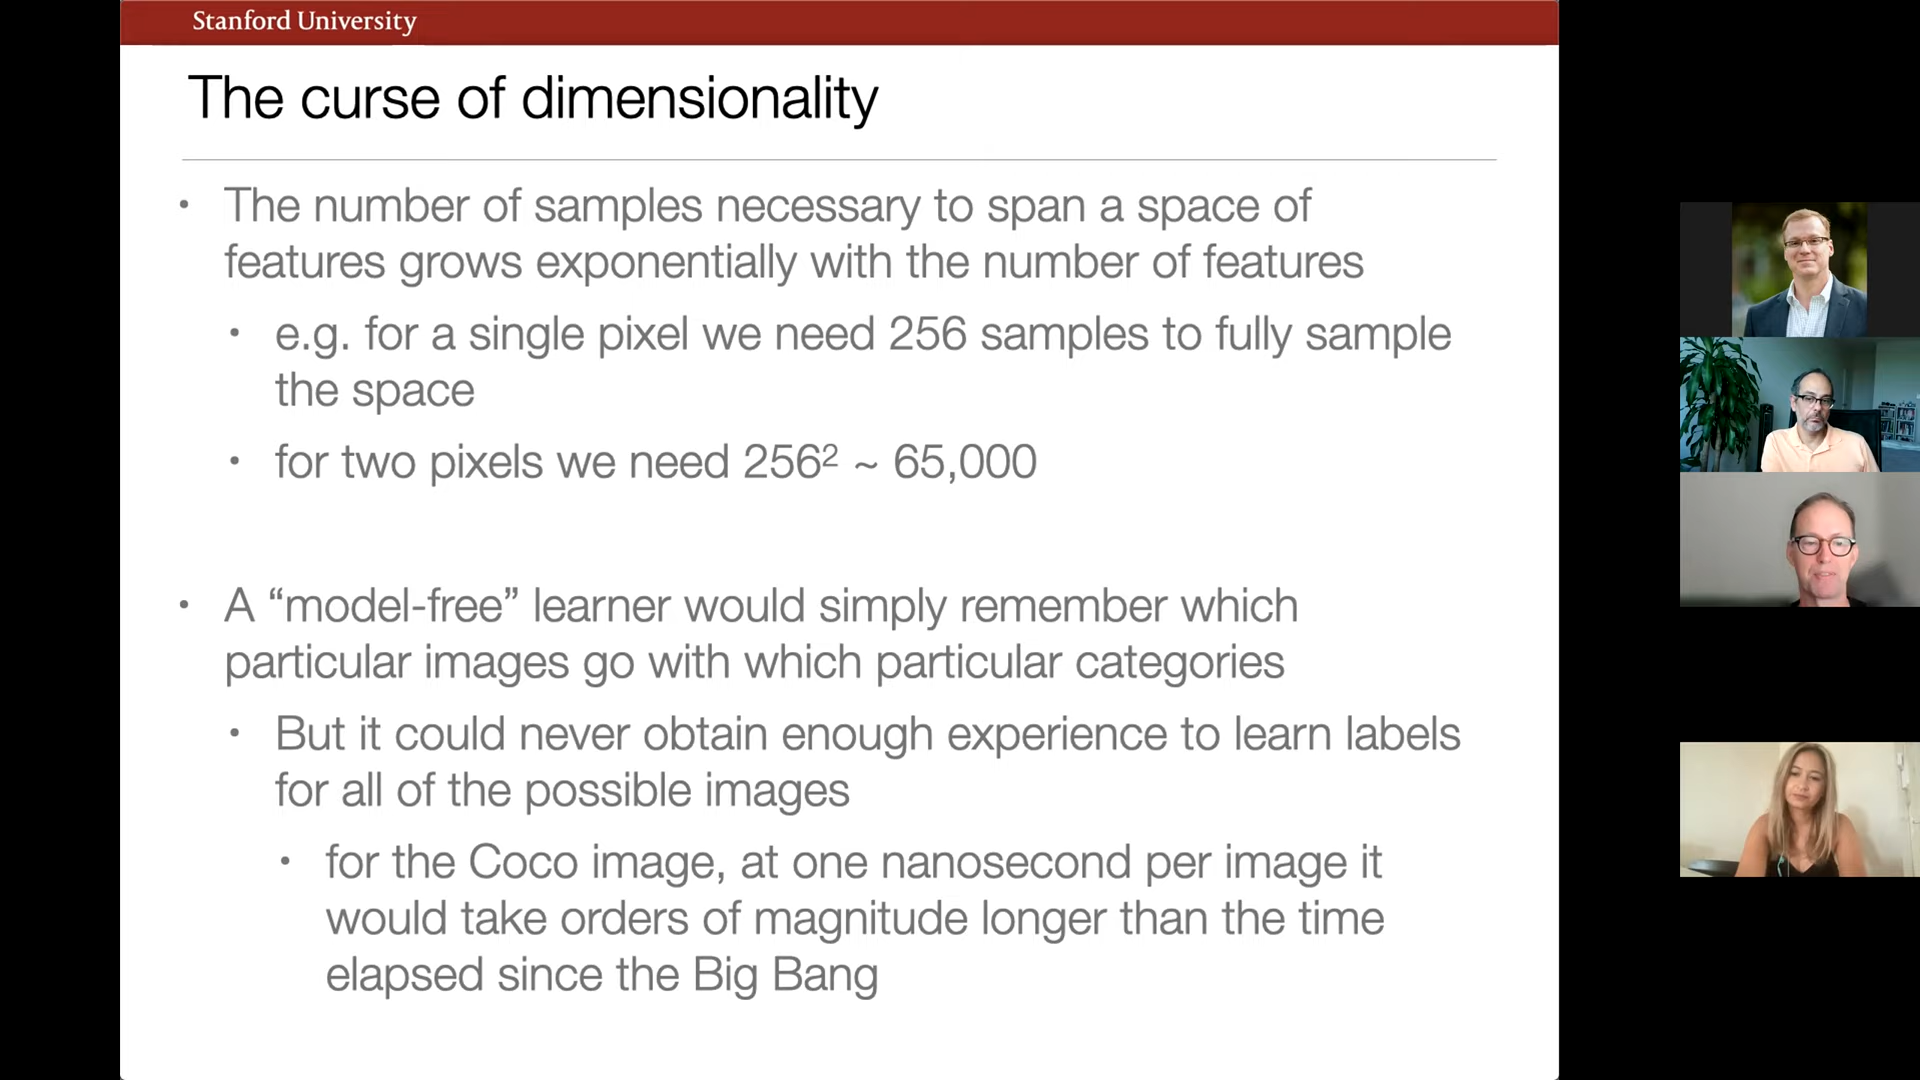 Stanford University
The curse of dimensionality
• The number of samples necessary to span a space of
features grows exponentially with the number of features
• e.g. for a single pixel we need 256 samples to fully sample
the space
• for two pixels we need 256² ~ 65,000
• A “model-free” learner would simply remember which
particular images go with which particular categories
• But it could never obtain enough experience to learn labels
for all of the possible images
• for the Coco image, at one nanosecond per image it
would take orders of magnitude longer than the time
elapsed since the Big Bang